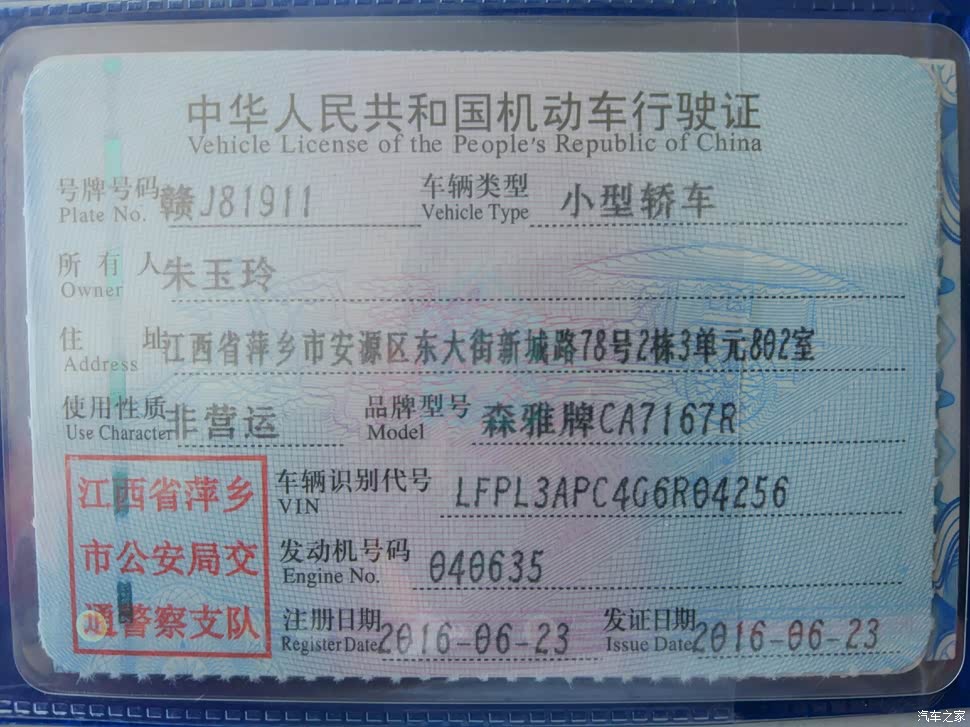 中华人民共和国机动车行驶证
Vehicle License of the People's Republic of China
号牌号码 赣J81911 车辆类型 小型轿车
Plate No. Vehicle Type
所有人 朱玉玲
Owner
住址 江西省萍乡市安源区东大街新城路78号2栋3单元802室
Address
使用性质 非营运 品牌型号 森雅牌CA7167R
Use Character Model
江西省萍乡
市公安局交
通警察支队
车辆识别代号 LFPL3APC4G6R04256
VIN
发动机号码 040635
Engine No.
注册日期 2016-06-23 发证日期 2016-06-23
Register Date Issue Date
汽车之家